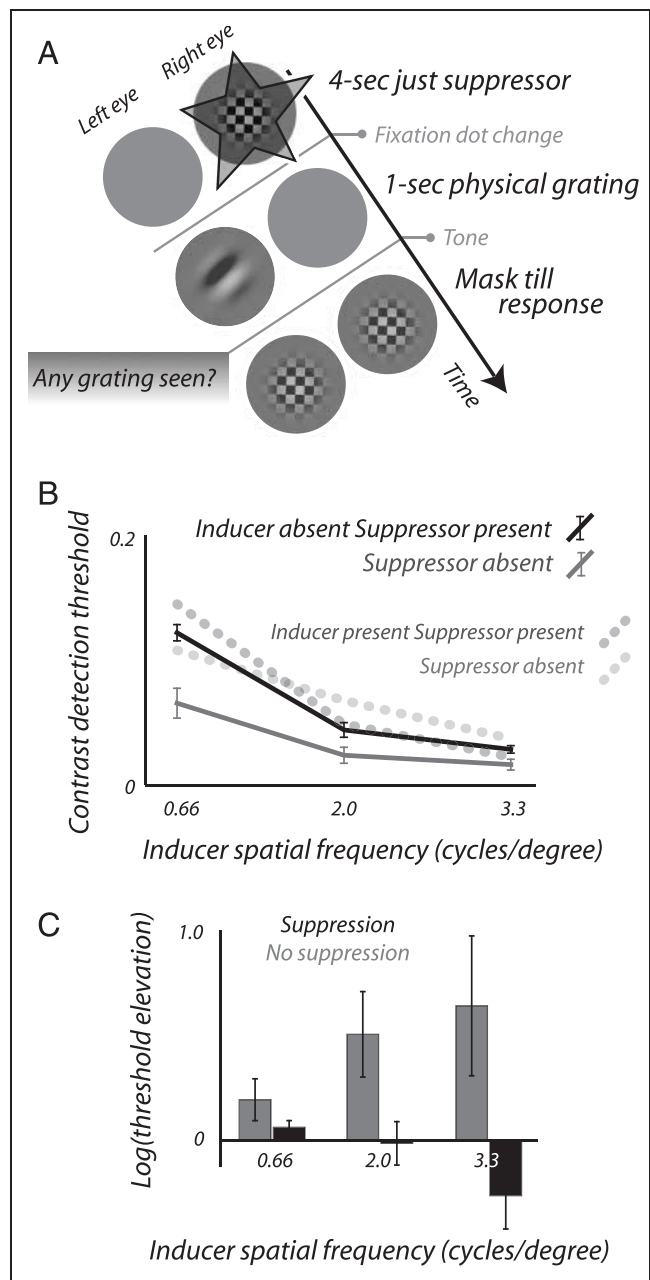 A
Right eye
Left eye
4-sec just suppressor
Fixation dot change
1-sec physical grating
Tone
Mask till
response
Any grating seen?
Time
B
Contrast detection threshold
0.2
0
Inducer absent Suppressor present
Suppressor absent
Inducer present Suppressor present
Suppressor absent
0.66
2.0
3.3
Inducer spatial frequency (cycles/degree)
C
Log(threshold elevation)
1.0
0
Suppression
No suppression
0.66
2.0
3.3
Inducer spatial frequency (cycles/degree)